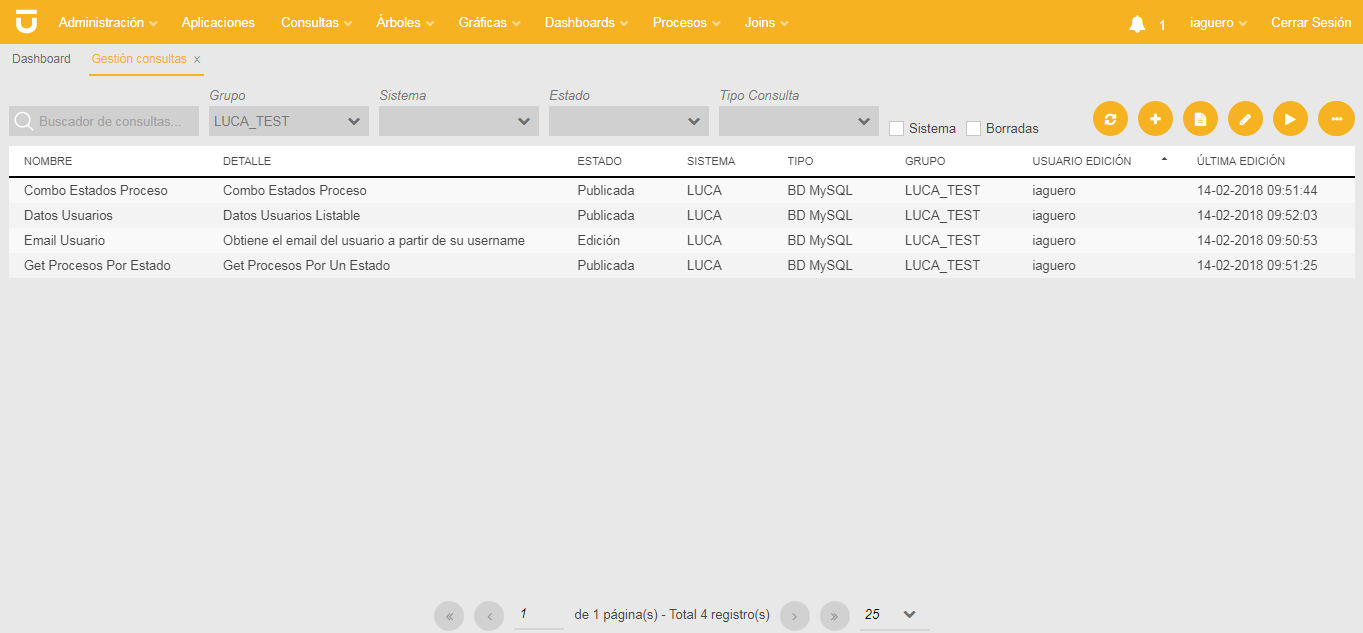 Administración Aplicaciones Consultas Árboles Gráficas Dashboards Procesos Joins 1 iaguero Cerrar Sesión
Dashboard Gestión consultas x
Grupo Sistema Estado Tipo Consulta
Buscador de consultas... LUCA_TEST Sistema Borradas
NOMBRE DETALLE ESTADO SISTEMA TIPO GRUPO USUARIO EDICIÓN ÚLTIMA EDICIÓN
Combo Estados Proceso Combo Estados Proceso Publicada LUCA BD MySQL LUCA_TEST iaguero 14-02-2018 09:51:44
Datos Usuarios Datos Usuarios Listable Publicada LUCA BD MySQL LUCA_TEST iaguero 14-02-2018 09:52:03
Email Usuario Obtiene el email del usuario a partir de su username Edición LUCA BD MySQL LUCA_TEST iaguero 14-02-2018 09:50:53
Get Procesos Por Estado Get Procesos Por Un Estado Publicada LUCA BD MySQL LUCA_TEST iaguero 14-02-2018 09:51:25
« ‹ 1 de 1 página(s) - Total 4 registro(s) › » 25